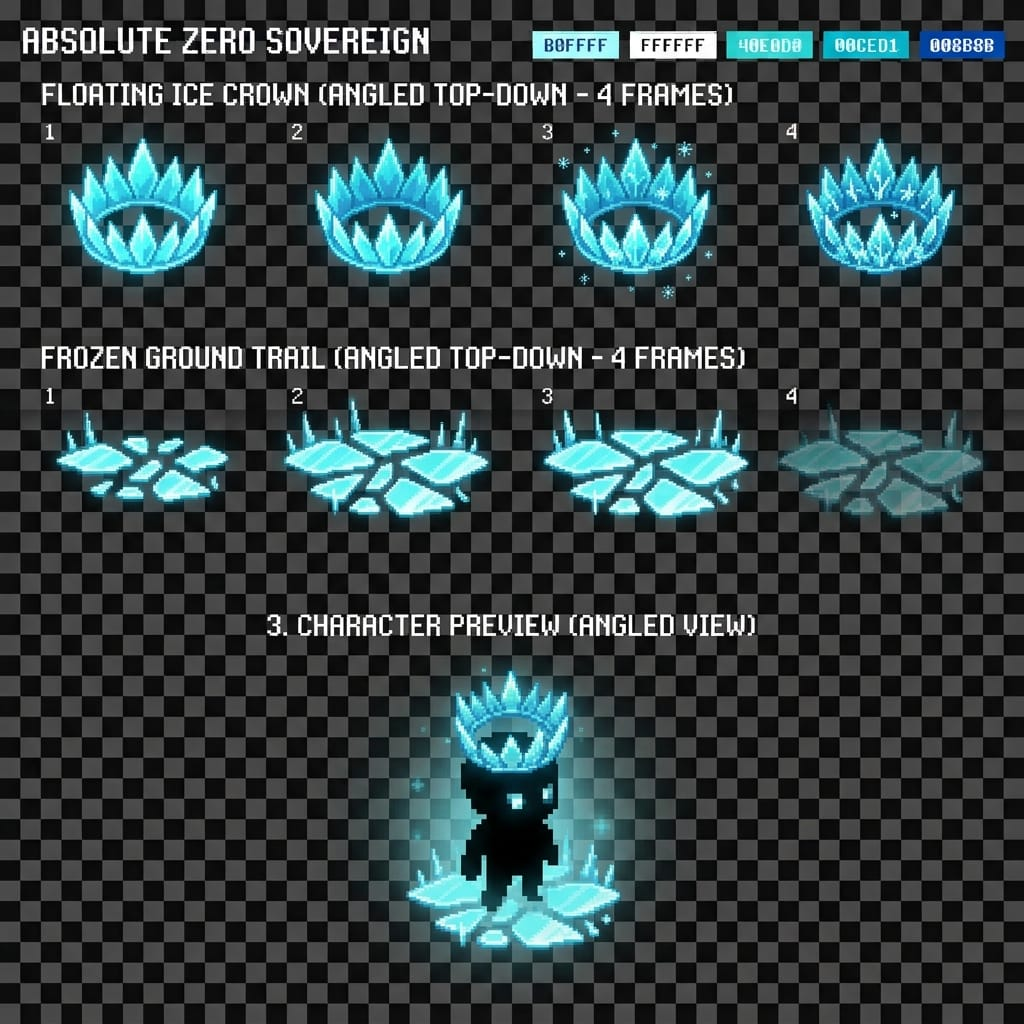 ABSOLUTE ZERO SOVEREIGN
B0FFFF FFFFFF 40E0D0 00CED1 008B8B
FLOATING ICE CROWN (ANGLED TOP-DOWN - 4 FRAMES)
1 2 3 4
FROZEN GROUND TRAIL (ANGLED TOP-DOWN - 4 FRAMES)
1 2 3 4
3. CHARACTER PREVIEW (ANGLED VIEW)